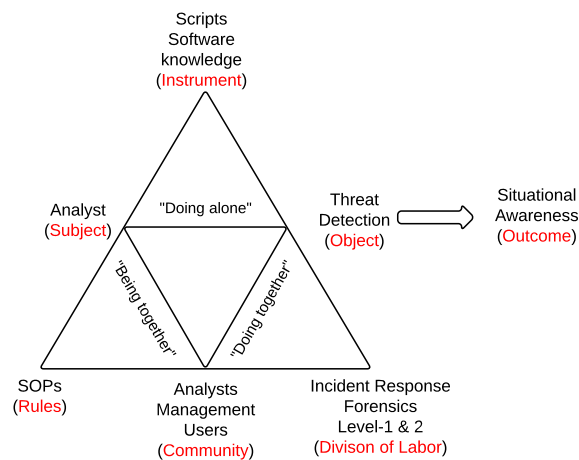 Scripts
Software
knowledge
(Instrument)
"Doing alone"
Analyst
(Subject)
Threat
Detection
(Object)
Situational
Awareness
(Outcome)
"Being together"
"Doing together"
SOPs
(Rules)
Analysts
Management
Users
(Community)
Incident Response
Forensics
Level-1 & 2
(Divison of Labor)